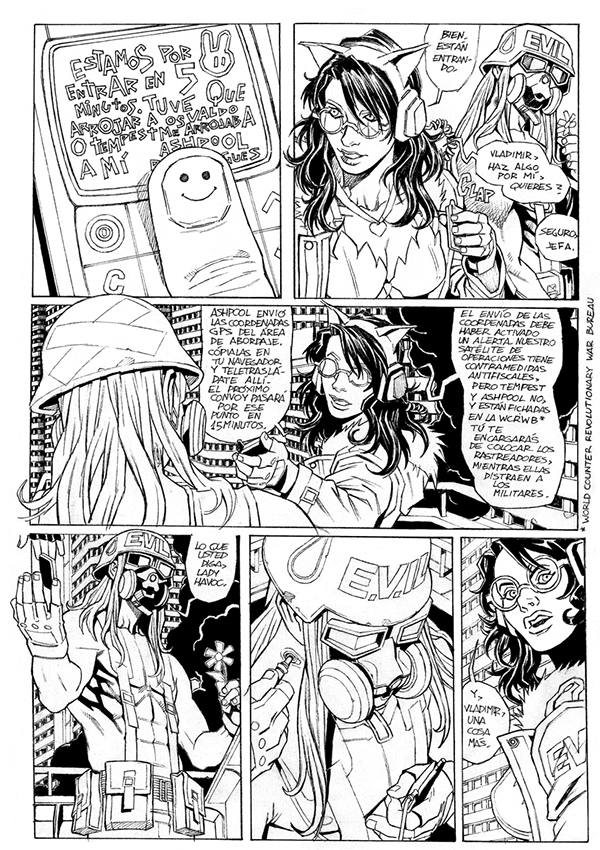 ESTAMOS POR
ENTRAR EN 5
MINUTOS. TUVE QUE
ARROJAR A OSVALDO
O TEMPEST ME ARROJABA
A MÍ
ASHPOOL
C
BIEN,
ESTÁN
ENTRAN-
DO.
EVIL
VLADIMIR,
HAZ ALGO
POR MÍ,
QUIERES?
CLAP
SEGURO,
JEFA.
ASHPOOL ENVIÓ
LAS COORDENADAS
GPS DEL ÁREA
DE ABORDAJE,
CÓPIALAS EN
TU NAVEGADOR
Y TELETRASLÁ-
DATE ALLÍ.
EL PRÓXIMO
CONVOY PASARÁ
POR ESE
PUNTO EN
15 MINUTOS.
EL ENVÍO DE LAS
COORDENADAS DEBE
HABER ACTIVADO
UN ALERTA. NUESTRO
SATÉLITE DE
OPERACIONES TIENE
CONTRAMEDIDAS
ANTIFISCALES,
PERO TEMPEST
Y ASHPOOL NO,
Y ESTÁN FICHADAS
EN LA WCRWB*
TÚ TE
ENCARGARÁS
DE COLOCAR LOS
RASTREADORES,
MIENTRAS ELLAS
DISTRAEN A
LOS
MILITARES.
* WORLD COUNTER REVOLUTIONARY WAR BUREAU
EVIL
LO QUE
USTED
DIGA,
LADY
HAVOC.
E.V.I.L
Y,
VLADIMIR,
UNA
COSA
MÁS.
EVIL